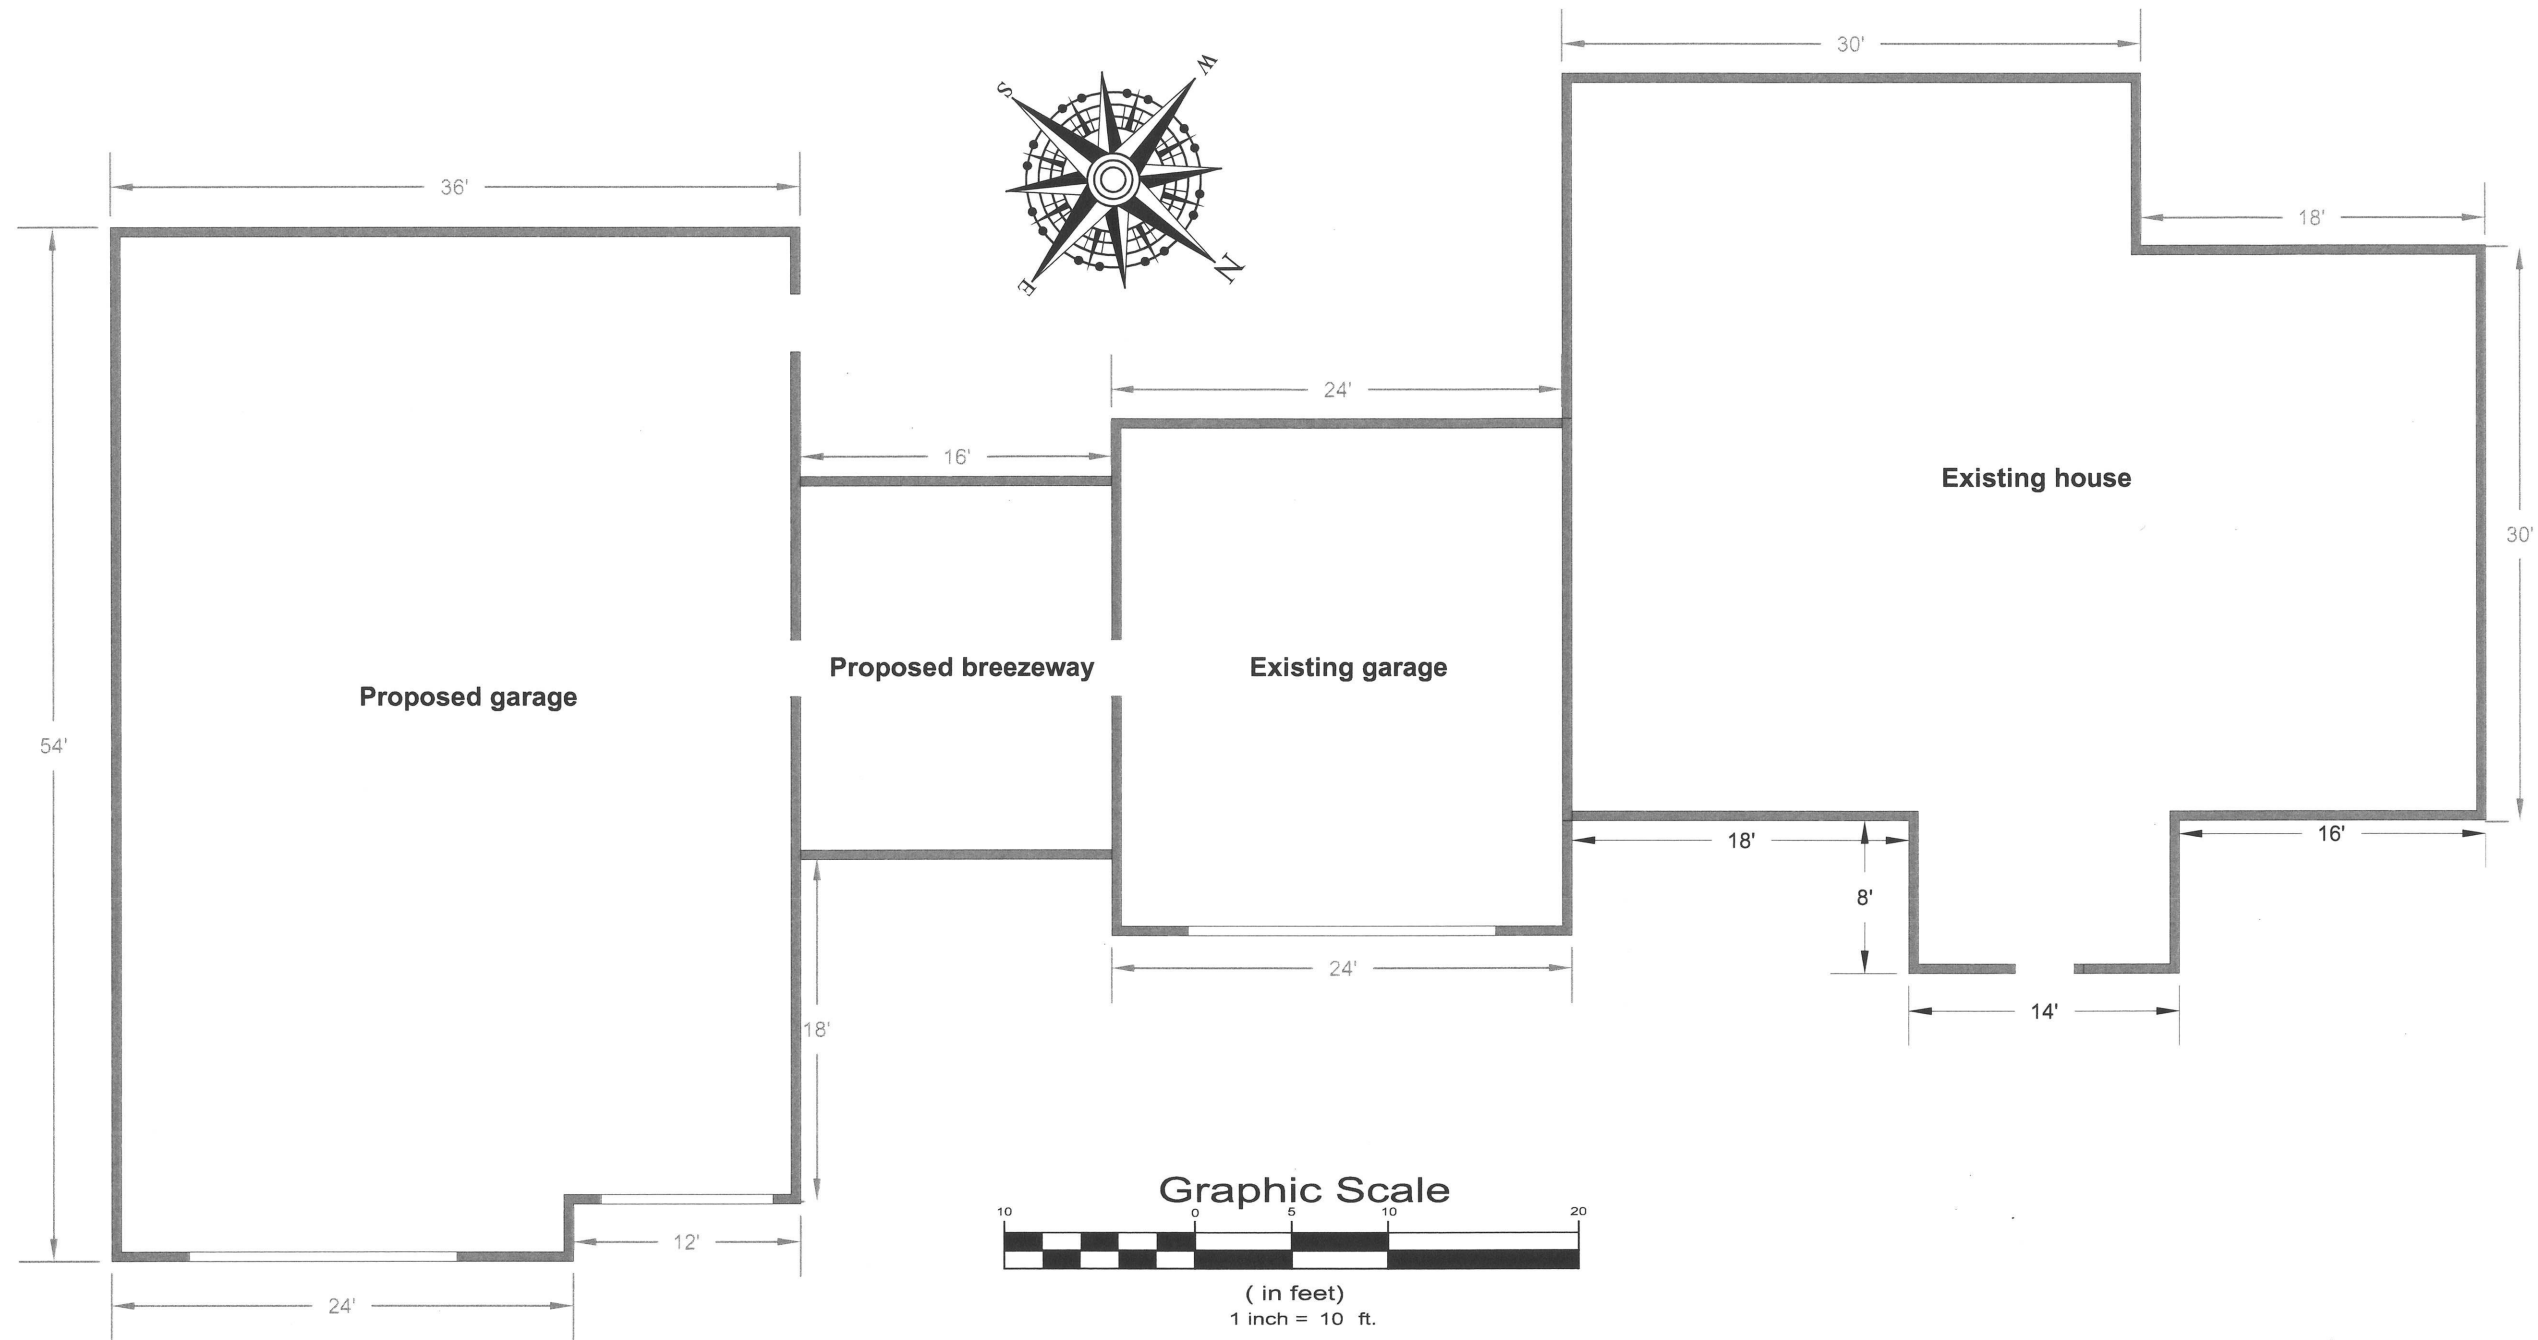 30'
W
S
36'
18'
N
E
24'
16'
Existing house
30'
Proposed breezeway
Existing garage
Proposed garage
54'
18'
16'
8'
24'
14'
18'
Graphic Scale
10 0 5 10 20
12'
( in feet)
24'
1 inch = 10 ft.